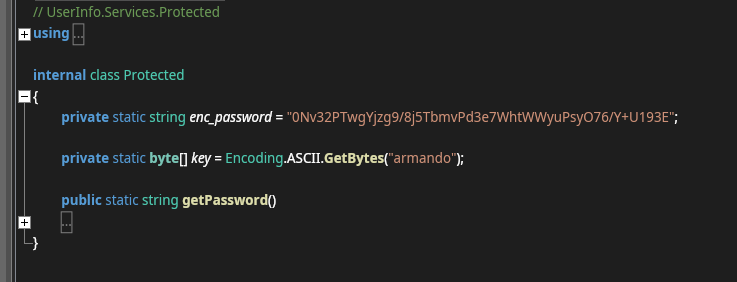 // UserInfo.Services.Protected
using ...
internal class Protected
{
private static string enc_password = "0Nv32PTwgYjzg9/8j5TbmvPd3e7WhtWWyuPsyO76/Y+U193E";
private static byte[] key = Encoding.ASCII.GetBytes("armando");
public static string getPassword()
...
}